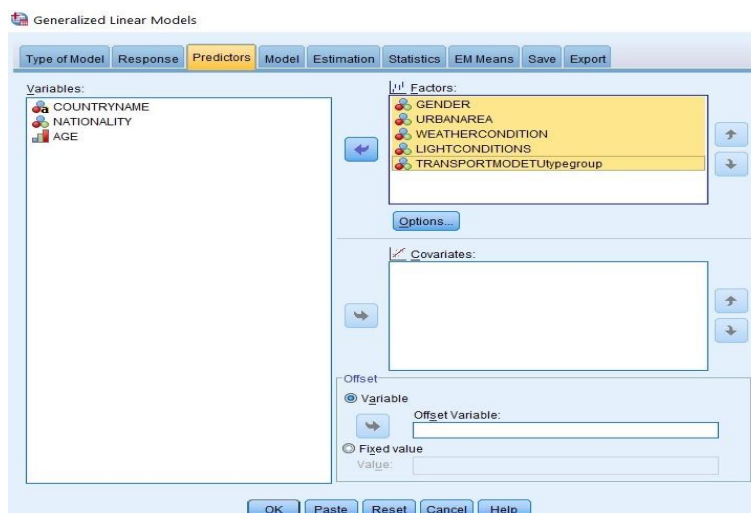 Generalized Linear Models
Type of Model Response Predictors Model Estimation Statistics EM Means Save Export
Variables:
COUNTRYNAME
NATIONALITY
AGE
Factors:
GENDER
URBANAREA
WEATHERCONDITION
LIGHTCONDITIONS
TRANSPORTMODETUtypegroup
Options...
Covariates:
Offset
Variable
Offset Variable:
Fixed value
Value:
OK Paste Reset Cancel Help